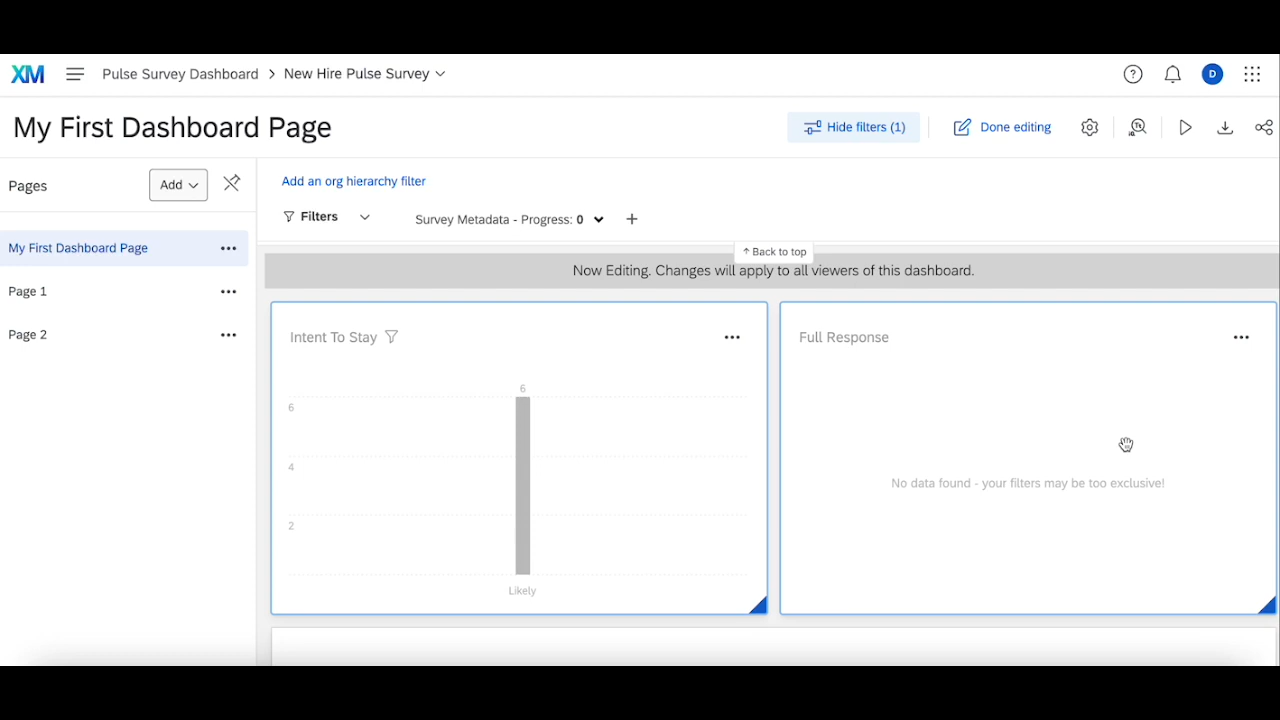 XM
Pulse Survey Dashboard > New Hire Pulse Survey
D
My First Dashboard Page
Hide filters (1)
Done editing
Pages
Add
Add an org hierarchy filter
Filters
Survey Metadata - Progress: 0
+
↑ Back to top
Now Editing. Changes will apply to all viewers of this dashboard.
My First Dashboard Page
Page 1
Page 2
Intent To Stay
6
6
4
2
Likely
Full Response
No data found - your filters may be too exclusive!